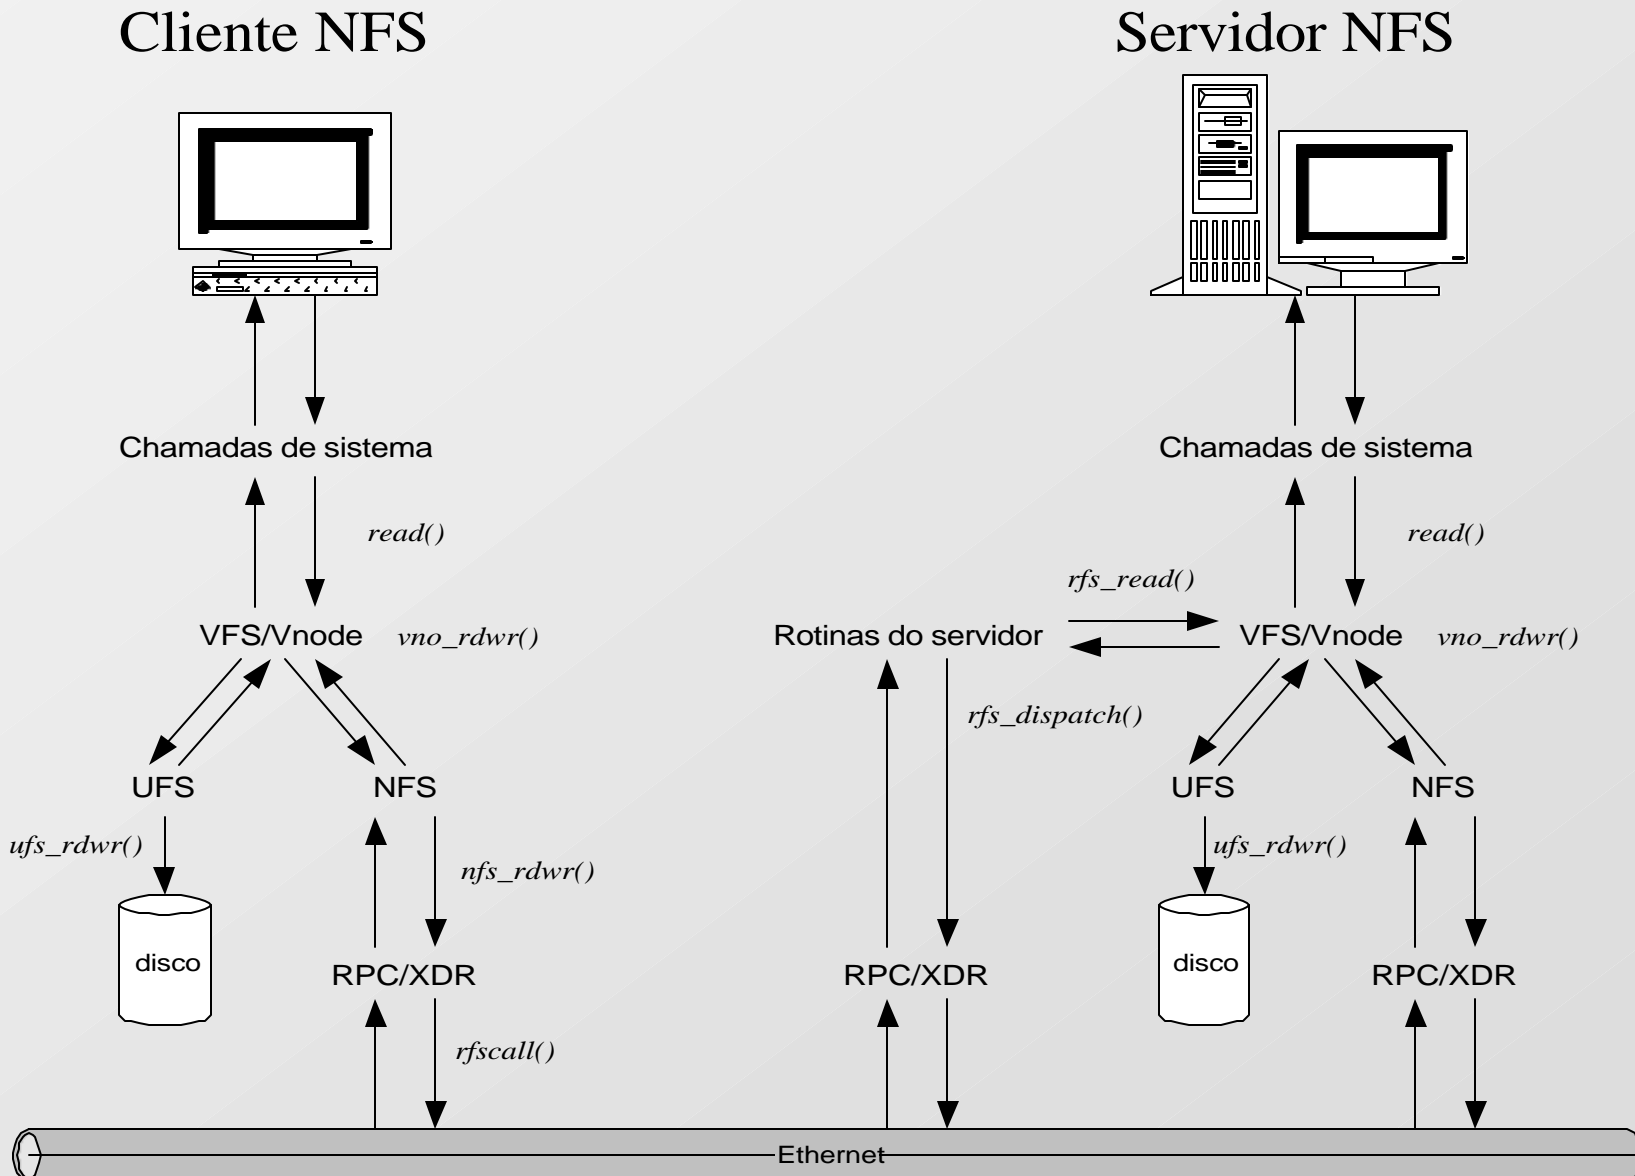 Cliente NFS
Servidor NFS
Chamadas de sistema
Chamadas de sistema
read()
read()
rfs_read()
VFS/Vnode
vno_rdwr()
Rotinas do servidor
VFS/Vnode
vno_rdwr()
rfs_dispatch()
UFS
NFS
UFS
NFS
ufs_rdwr()
ufs_rdwr()
nfs_rdwr()
disco
RPC/XDR
RPC/XDR
disco
RPC/XDR
rfscall()
Ethernet